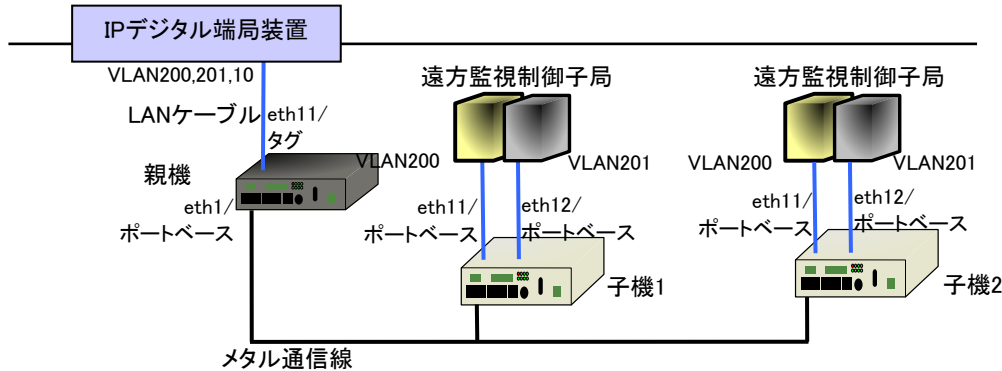 IPデジタル端局装置
VLAN200,201,10
LANケーブル
eth11/
タグ
親機
eth1/
ポートベース
遠方監視制御子局
VLAN200
VLAN201
eth11/
ポートベース
eth12/
ポートベース
子機1
遠方監視制御子局
VLAN200
VLAN201
eth11/
ポートベース
eth12/
ポートベース
子機2
メタル通信線